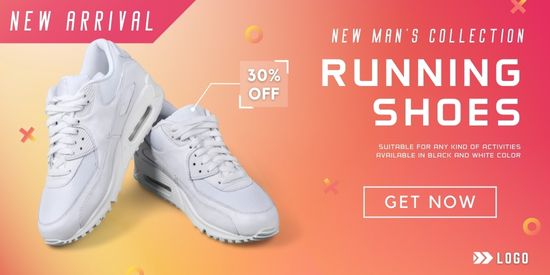 NEW ARRIVAL
30%
OFF
NEW MAN'S COLLECTION
RUNNING
SHOES
SUITABLE FOR ANY KIND OF ACTIVITIES
AVAILABLE IN BLACK AND WHITE COLOR
GET NOW
LOGO